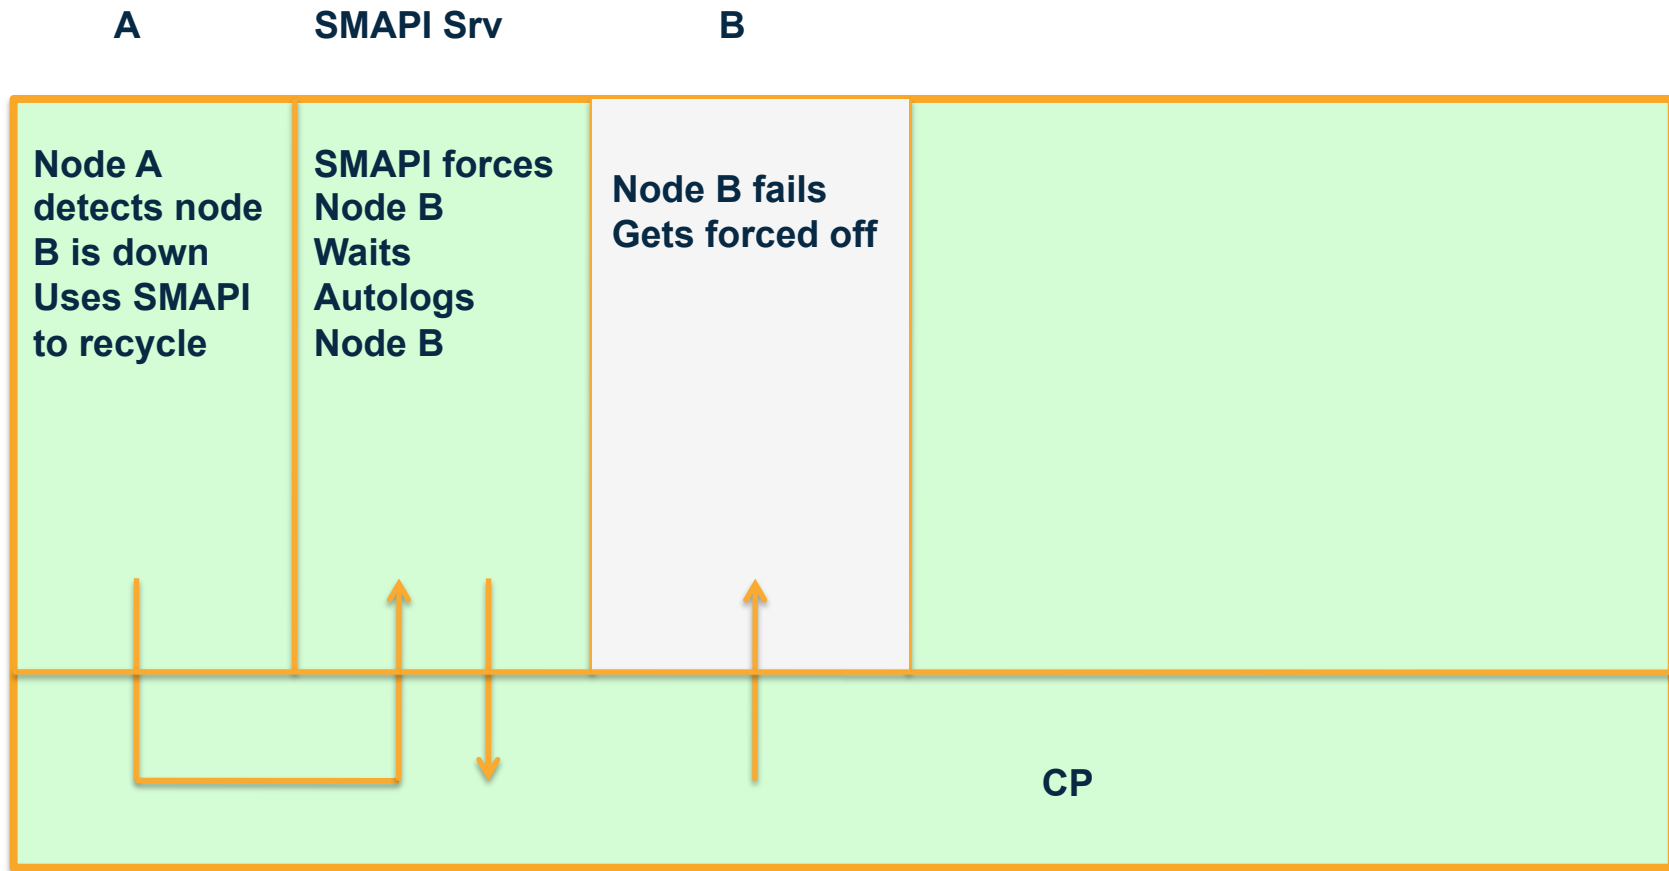 A
SMAPI Srv
B
Node A
detects node
B is down
Uses SMAPI
to recycle
SMAPI forces
Node B
Waits
Autologs
Node B
Node B fails
Gets forced off
CP